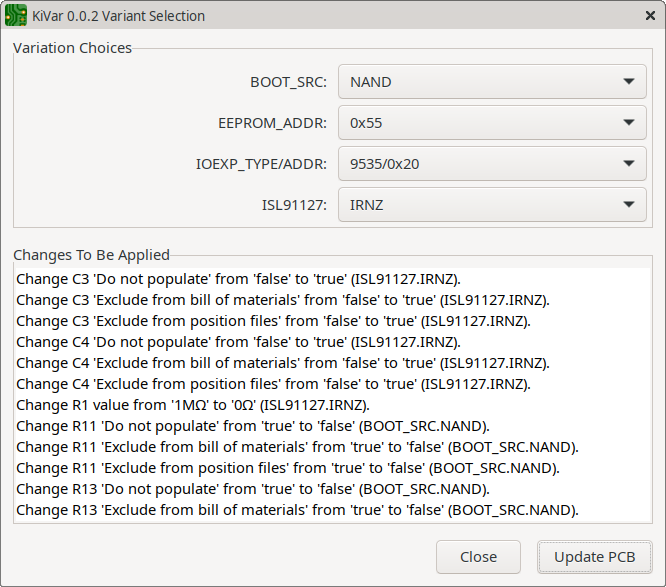 KiVar 0.0.2 Variant Selection
Variation Choices
BOOT_SRC: NAND
EEPROM_ADDR: 0x55
IOEXP_TYPE/ADDR: 9535/0x20
ISL91127: IRNZ
Changes To Be Applied
Change C3 'Do not populate' from 'false' to 'true' (ISL91127.IRNZ).
Change C3 'Exclude from bill of materials' from 'false' to 'true' (ISL91127.IRNZ).
Change C3 'Exclude from position files' from 'false' to 'true' (ISL91127.IRNZ).
Change C4 'Do not populate' from 'false' to 'true' (ISL91127.IRNZ).
Change C4 'Exclude from bill of materials' from 'false' to 'true' (ISL91127.IRNZ).
Change C4 'Exclude from position files' from 'false' to 'true' (ISL91127.IRNZ).
Change R1 value from '1MΩ' to '0Ω' (ISL91127.IRNZ).
Change R11 'Do not populate' from 'true' to 'false' (BOOT_SRC.NAND).
Change R11 'Exclude from bill of materials' from 'true' to 'false' (BOOT_SRC.NAND).
Change R11 'Exclude from position files' from 'true' to 'false' (BOOT_SRC.NAND).
Change R13 'Do not populate' from 'true' to 'false' (BOOT_SRC.NAND).
Change R13 'Exclude from bill of materials' from 'true' to 'false' (BOOT_SRC.NAND).
Close Update PCB